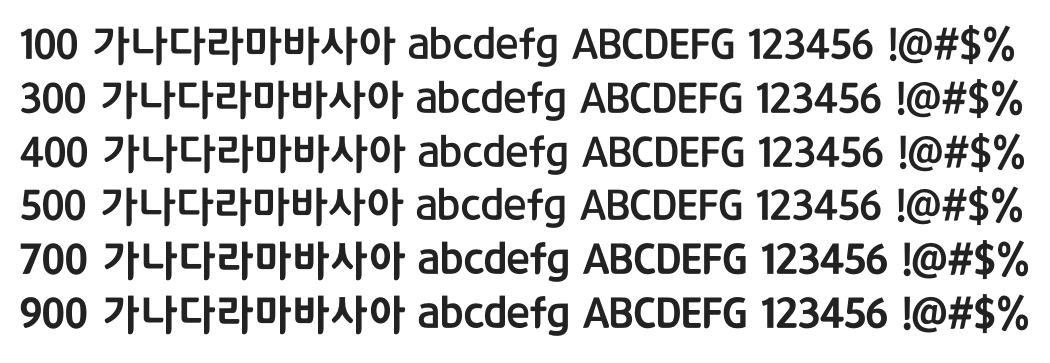 100 가나다라마바사아 abcdefg ABCDEFG 123456 !@#$%
300 가나다라마바사아 abcdefg ABCDEFG 123456 !@#$%
400 가나다라마바사아 abcdefg ABCDEFG 123456 !@#$%
500 가나다라마바사아 abcdefg ABCDEFG 123456 !@#$%
700 가나다라마바사아 abcdefg ABCDEFG 123456 !@#$%
900 가나다라마바사아 abcdefg ABCDEFG 123456 !@#$%